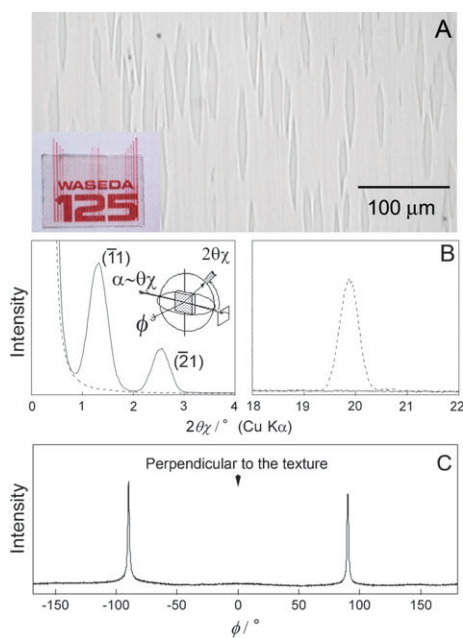 A
WASEDA
125
100 μm
B
Intensity
(1̄1)
(2̄1)
2θχ
α~θχ
ϕ
0 1 2 3 4 18 19 20 21 22
2θχ/° (Cu Kα)
C
Perpendicular to the texture
Intensity
-150 -100 -50 0 50 100 150
ϕ/°